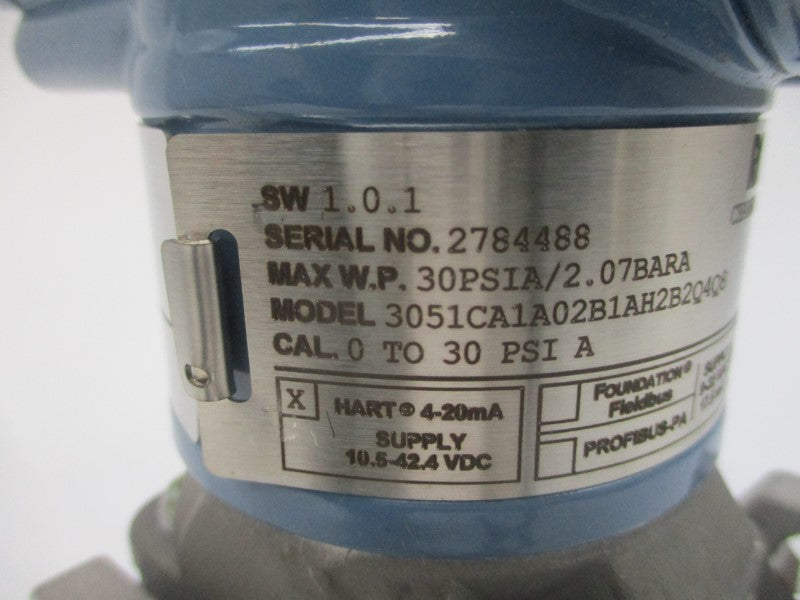 SW 1.0.1
SERIAL NO. 2784488
MAX W.P. 30PSIA/2.07BARA
MODEL 3051CA1A02B1AH2B2Q4Q8
CAL. 0 TO 30 PSI A
X HART® 4-20mA
SUPPLY
10.5-42.4 VDC
FOUNDATION®
Fieldbus
PROFIBUS-PA